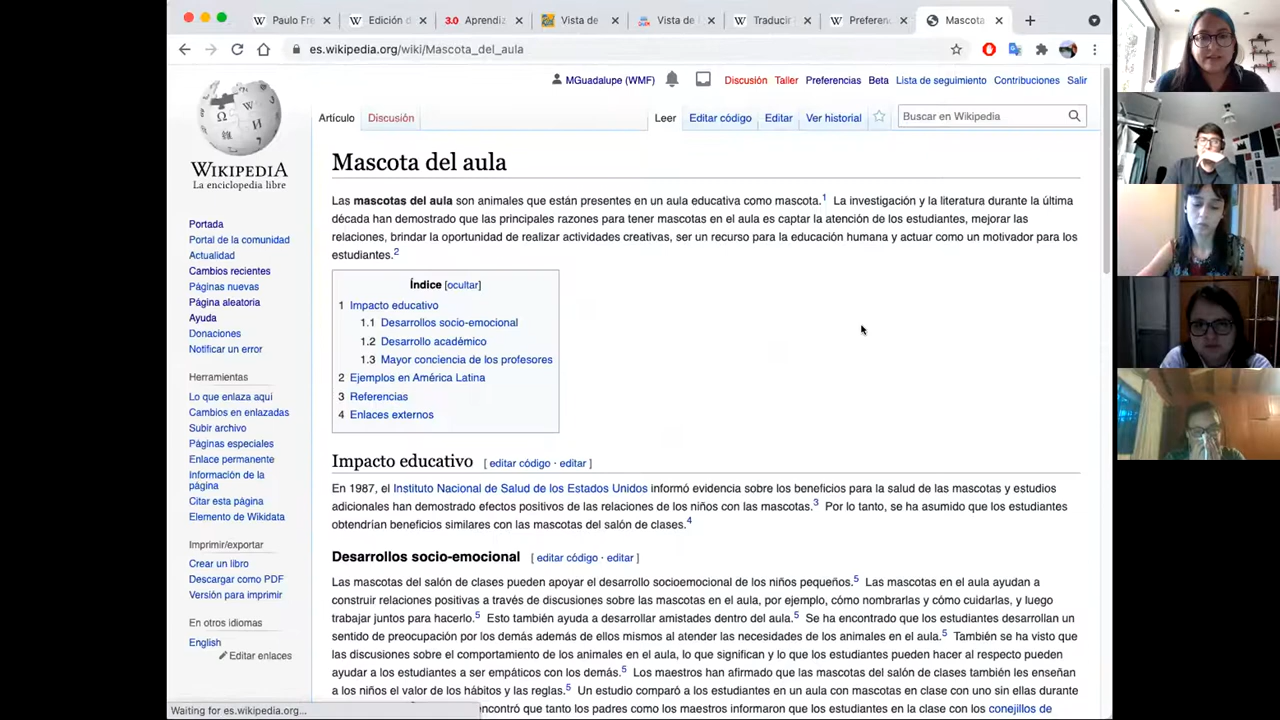 Paulo Fre
Edición d
3.0 Aprendiz
Vista de
Vista de l
Traducir
Preferenc
Mascota
es.wikipedia.org/wiki/Mascota_del_aula
MGuadalupe (WMF) Discusión Taller Preferencias Beta Lista de seguimiento Contribuciones Salir
Artículo Discusión Leer Editar código Editar Ver historial Buscar en Wikipedia
WIKIPEDIA
La enciclopedia libre
Portada
Portal de la comunidad
Actualidad
Cambios recientes
Páginas nuevas
Página aleatoria
Ayuda
Donaciones
Notificar un error
Herramientas
Lo que enlaza aquí
Cambios en enlazadas
Subir archivo
Páginas especiales
Enlace permanente
Información de la
página
Citar esta página
Elemento de Wikidata
Imprimir/exportar
Crear un libro
Descargar como PDF
Versión para imprimir
En otros idiomas
English
Editar enlaces
Mascota del aula
Las mascotas del aula son animales que están presentes en un aula educativa como mascota.1 La investigación y la literatura durante la última
década han demostrado que las principales razones para tener mascotas en el aula es captar la atención de los estudiantes, mejorar las
relaciones, brindar la oportunidad de realizar actividades creativas, ser un recurso para la educación humana y actuar como un motivador para los
estudiantes.2
Índice [ocultar]
1 Impacto educativo
1.1 Desarrollos socio-emocional
1.2 Desarrollo académico
1.3 Mayor conciencia de los profesores
2 Ejemplos en América Latina
3 Referencias
4 Enlaces externos
Impacto educativo [ editar código · editar ]
En 1987, el Instituto Nacional de Salud de los Estados Unidos informó evidencia sobre los beneficios para la salud de las mascotas y estudios
adicionales han demostrado efectos positivos de las relaciones de los niños con las mascotas.3 Por lo tanto, se ha asumido que los estudiantes
obtendrían beneficios similares con las mascotas del salón de clases.4
Desarrollos socio-emocional [ editar código · editar ]
Las mascotas del salón de clases pueden apoyar el desarrollo socioemocional de los niños pequeños.5 Las mascotas en el aula ayudan a
construir relaciones positivas a través de discusiones sobre las mascotas en el aula, por ejemplo, cómo nombrarlas y cómo cuidarlas, y luego
trabajar juntos para hacerlo.5 Esto también ayuda a desarrollar amistades dentro del aula.5 Se ha encontrado que los estudiantes desarrollan un
sentido de preocupación por los demás además de ellos mismos al atender las necesidades de los animales en el aula.5 También se ha visto que
las discusiones sobre el comportamiento de los animales en el aula, lo que significan y lo que los estudiantes pueden hacer al respecto pueden
ayudar a los estudiantes a ser empáticos con los demás.5 Los maestros han afirmado que las mascotas del salón de clases también les enseñan
a los niños el valor de los hábitos y las reglas.5 Un estudio comparó a los estudiantes en un aula con mascotas en clase con uno sin ellas durante
encontró que tanto los padres como los maestros informaron que los estudiantes en la clase con los conejillos de
Waiting for es.wikipedia.org...